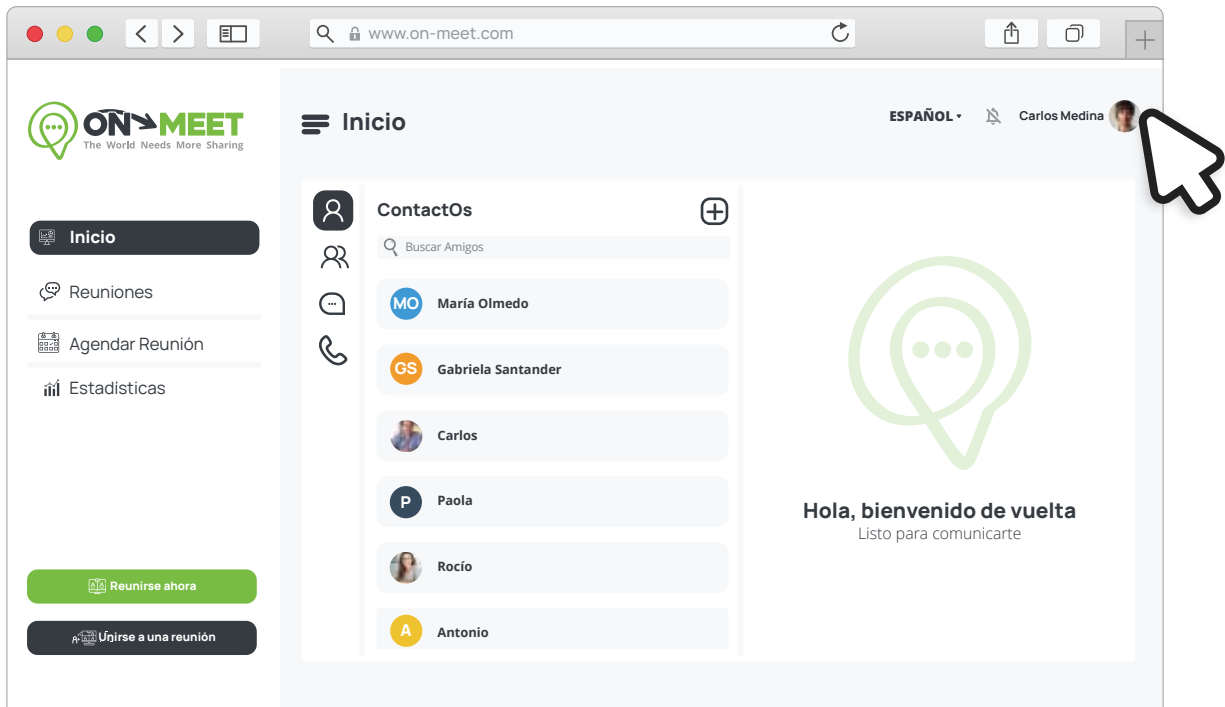 www.on-meet.com
ON MEET
The World Needs More Sharing
Inicio
Reuniones
Agendar Reunión
Estadísticas
Reunirse ahora
Unirse a una reunión
Inicio
ESPAÑOL
Carlos Medina
ContactOs
Buscar Amigos
MO María Olmedo
GS Gabriela Santander
Carlos
P Paola
Rocío
A Antonio
Hola, bienvenido de vuelta
Listo para comunicarte